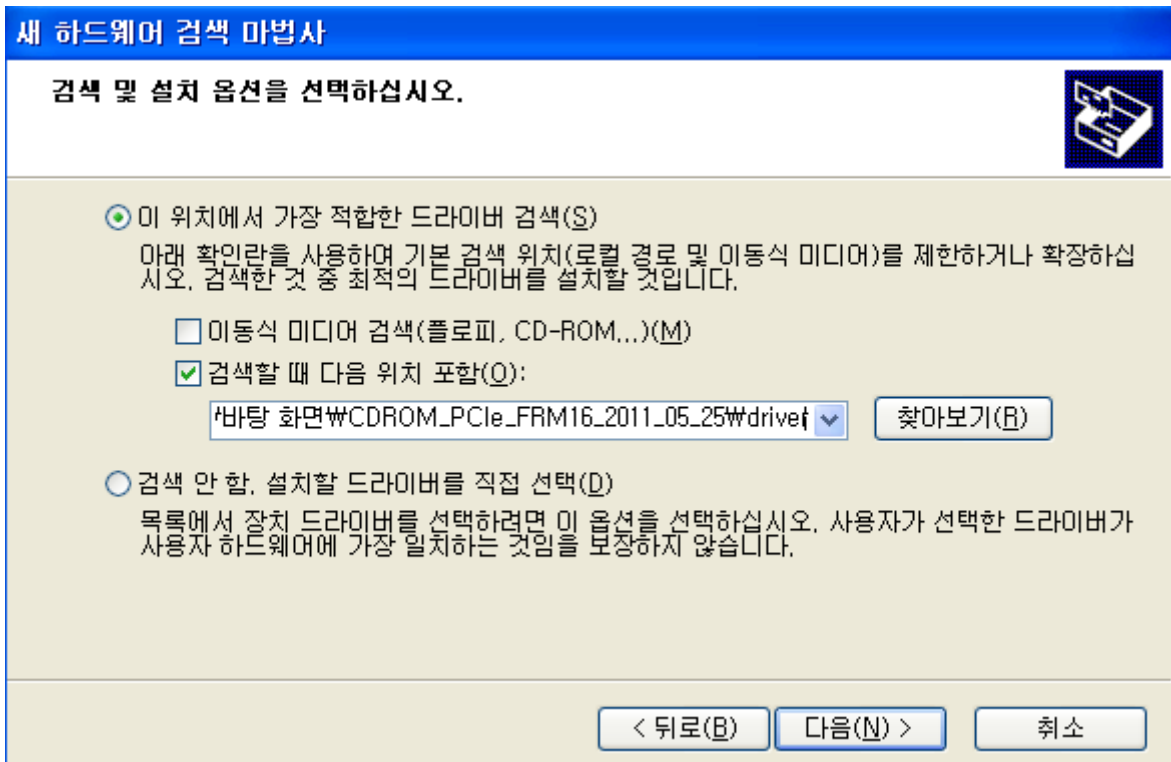 새 하드웨어 검색 마법사
검색 및 설치 옵션을 선택하십시오.
이 위치에서 가장 적합한 드라이버 검색(S)
아래 확인란을 사용하여 기본 검색 위치(로컬 경로 및 이동식 미디어)를 제한하거나 확장하십
시오. 검색한 것 중 최적의 드라이버를 설치할 것입니다.
이동식 미디어 검색(플로피, CD-ROM...)(M)
검색할 때 다음 위치 포함(O):
바탕 화면₩CDROM_PCIe_FRM16_2011_05_25₩driver
찾아보기(R)
검색 안 함. 설치할 드라이버를 직접 선택(D)
목록에서 장치 드라이버를 선택하려면 이 옵션을 선택하십시오. 사용자가 선택한 드라이버가
사용자 하드웨어에 가장 일치하는 것임을 보장하지 않습니다.
< 뒤로(B) 다음(N) > 취소